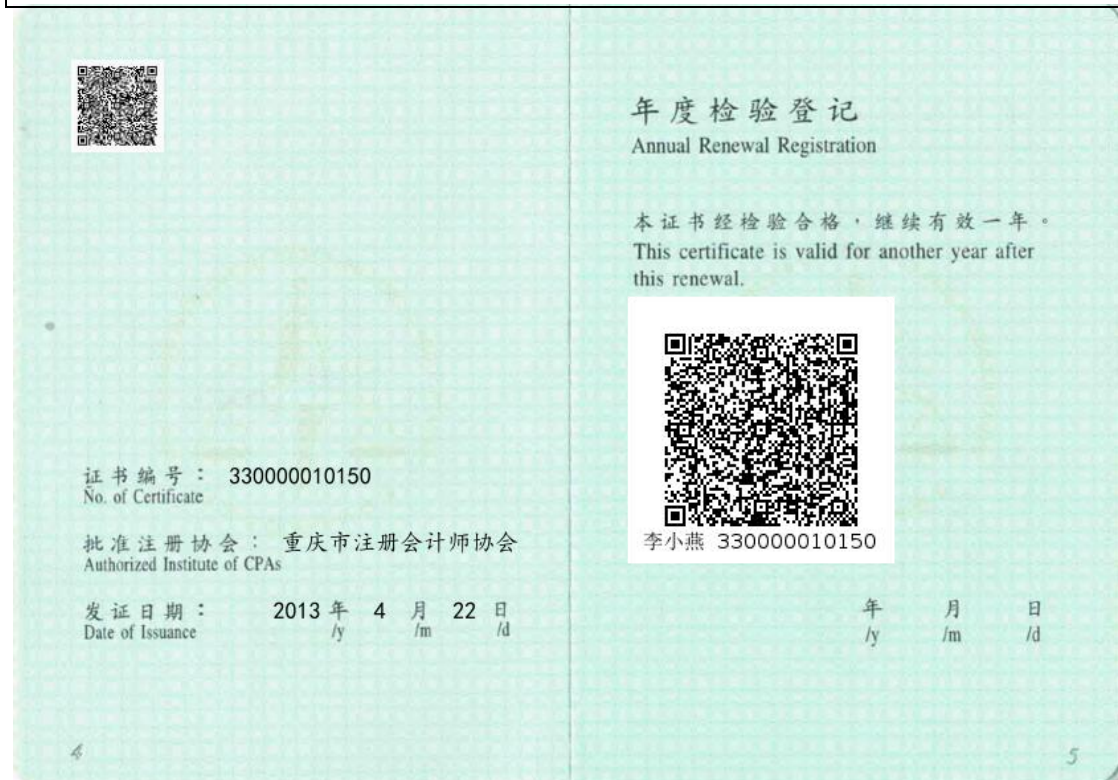 证书编号： 330000010150
No. of Certificate
批准注册协会： 重庆市注册会计师协会
Authorized Institute of CPAs
发证日期： 2013 年 4 月 22 日
Date of Issuance /y /m /d
4
年度检验登记
Annual Renewal Registration
本证书经检验合格，继续有效一年。
This certificate is valid for another year after
this renewal.
李小燕 330000010150
年 月 日
/y /m /d
5